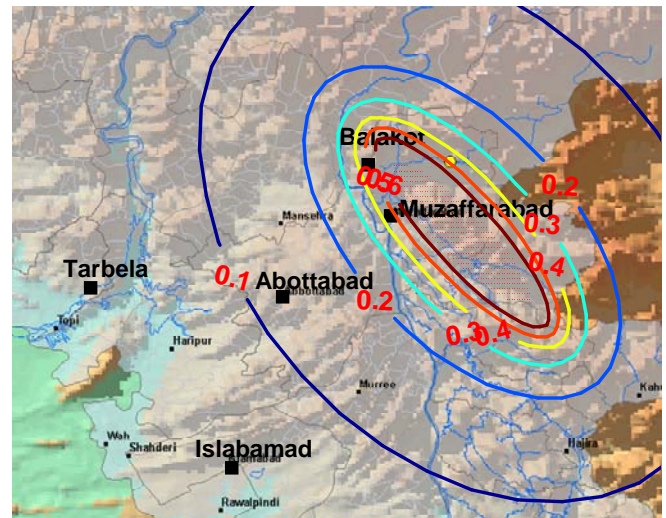 Balakot
0.2
0.5
0.6
Muzaffarabad
Mansehra
0.3
0.4
Tarbela
0.1
Abottabad
Abbottabad
0.2
Topi
0.3
0.4
Haripur
Murree
Kahu
Wah
Shahderi
Islabamad
Islamabad
Hajira
Rawalpindi